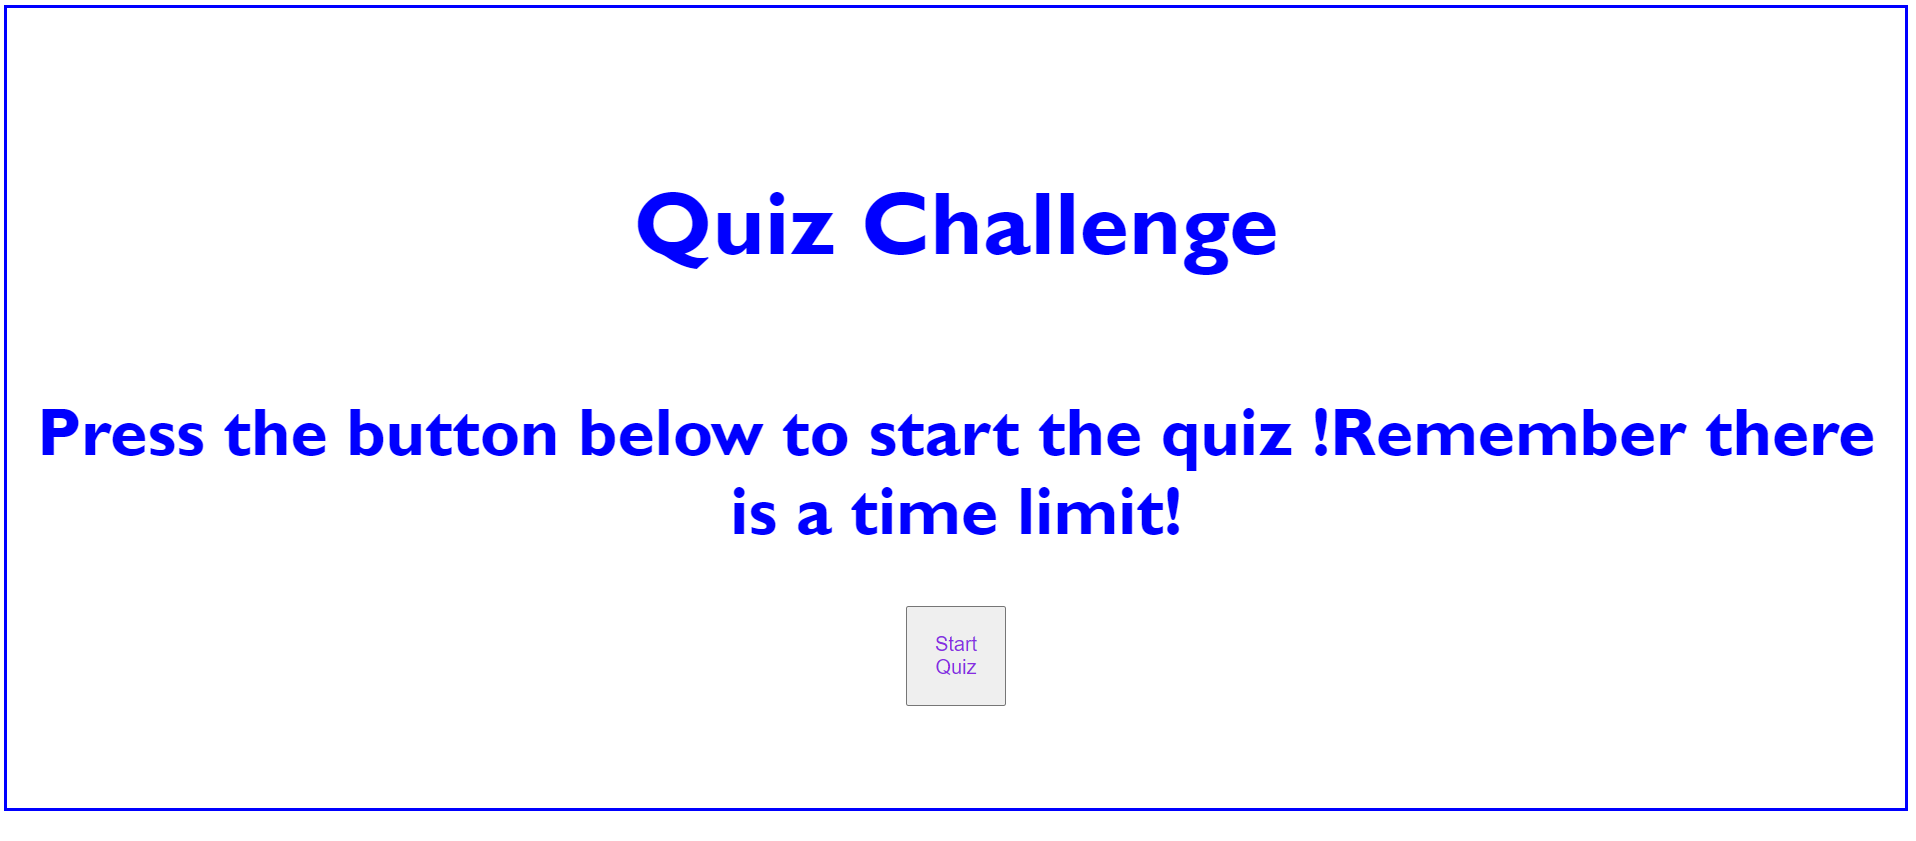 Quiz Challenge
Press the button below to start the quiz !Remember there
is a time limit!
Start
Quiz